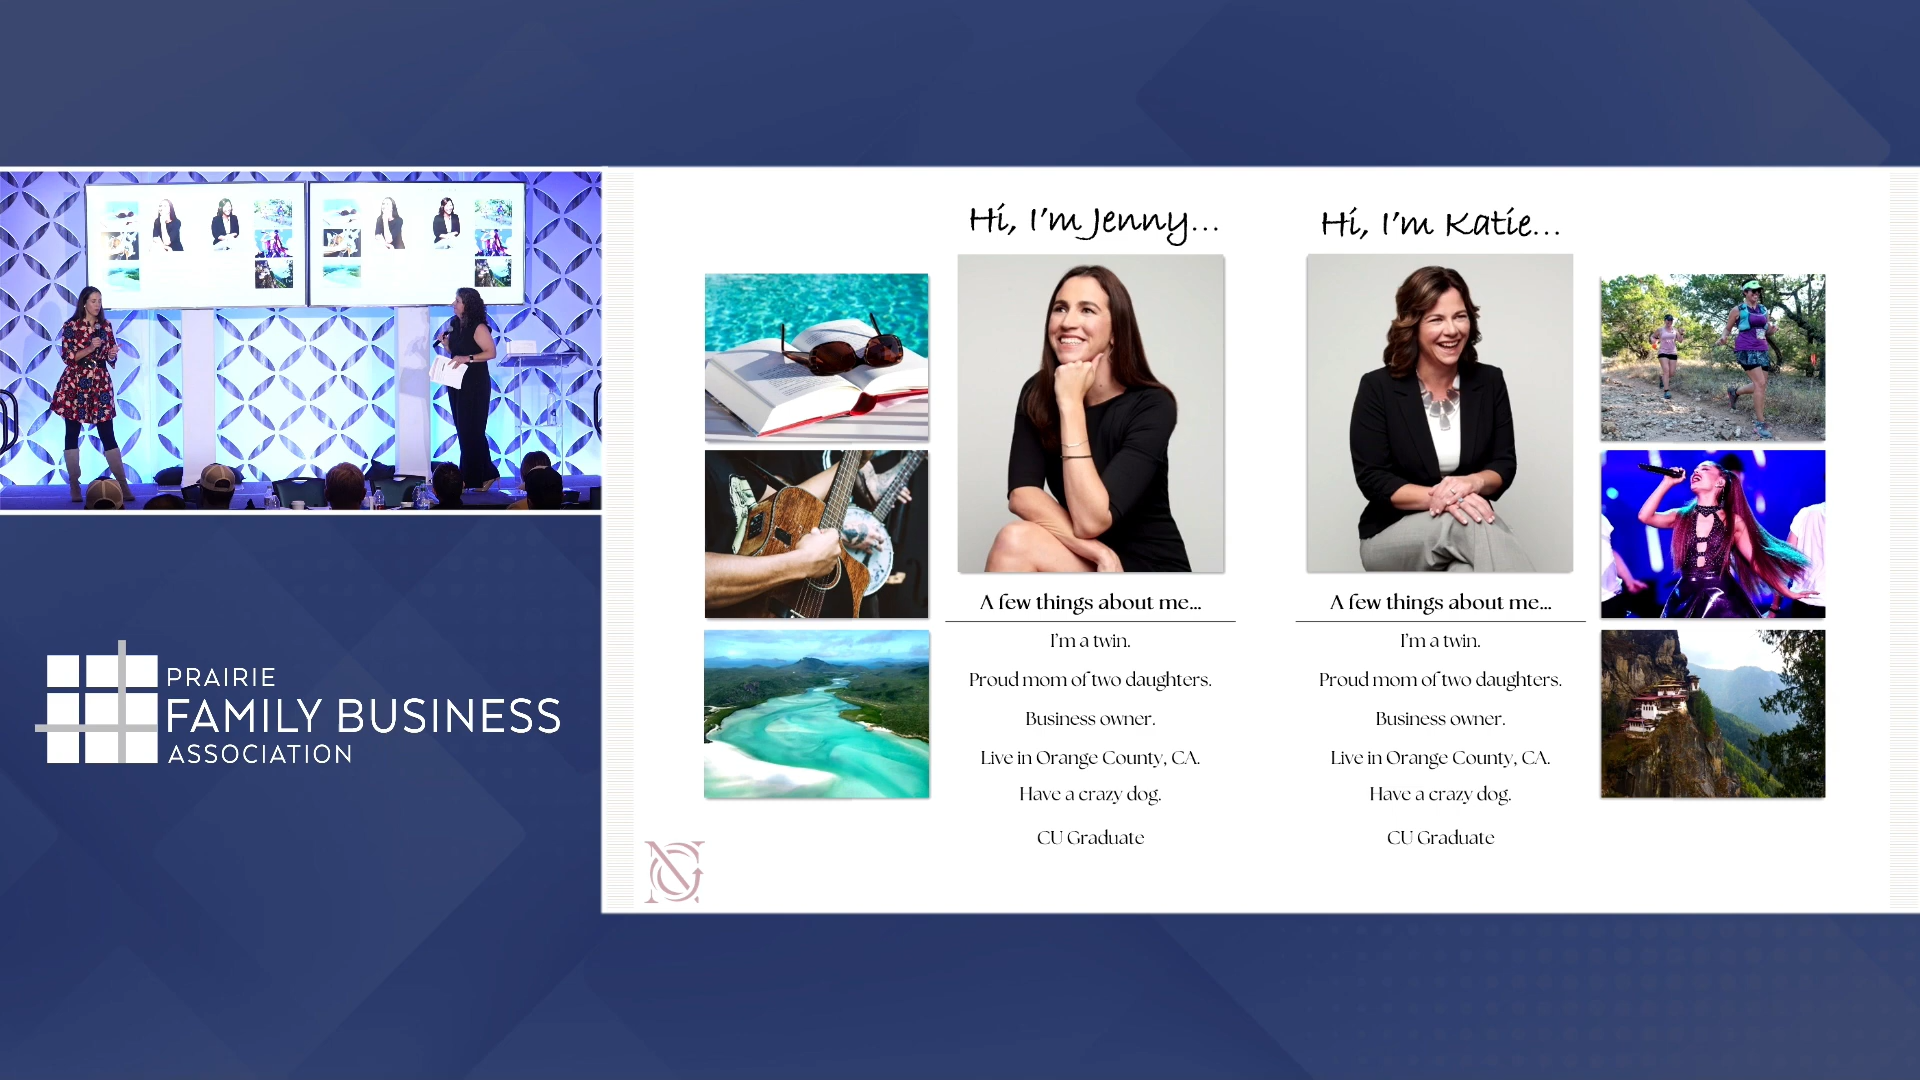 PRAIRIE
FAMILY BUSINESS
ASSOCIATION
Hi, I'm Jenny...
A few things about me...
I'm a twin.
Proud mom of two daughters.
Business owner.
Live in Orange County, CA.
Have a crazy dog.
CU Graduate
Hi, I'm Katie...
A few things about me...
I'm a twin.
Proud mom of two daughters.
Business owner.
Live in Orange County, CA.
Have a crazy dog.
CU Graduate